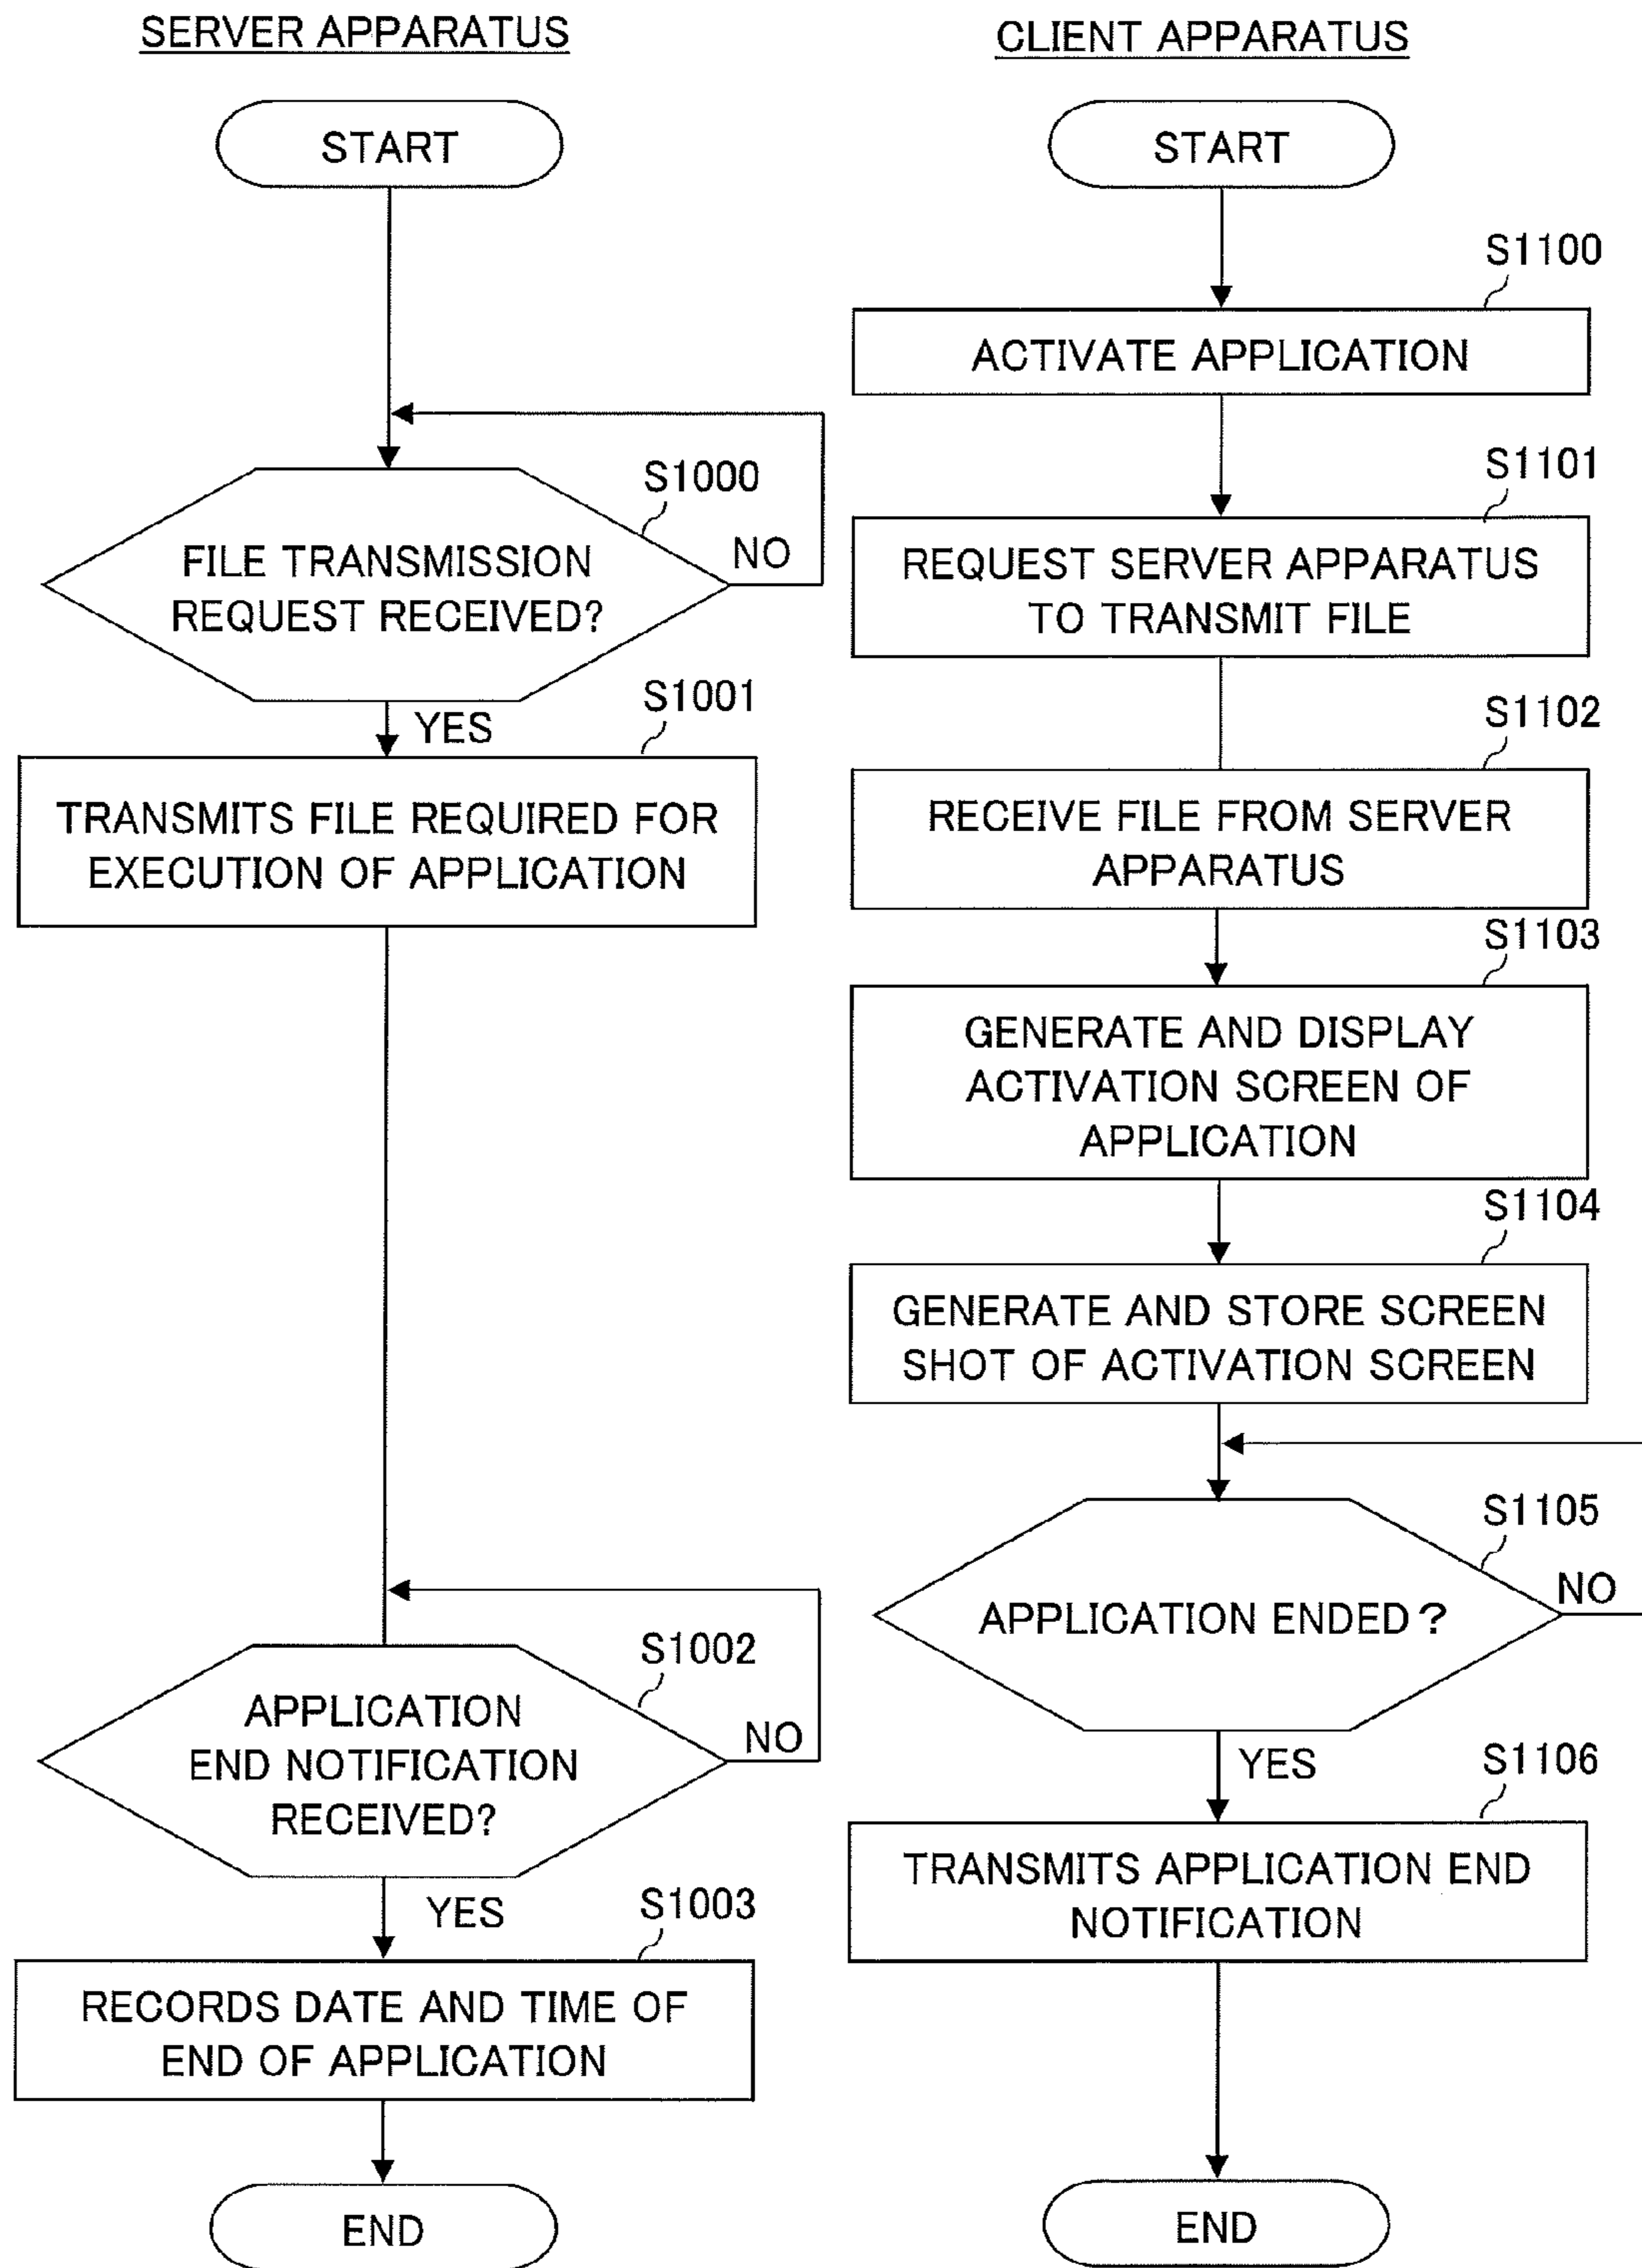 SERVER APPARATUS
START
S1000
FILE TRANSMISSION
REQUEST RECEIVED?
NO
YES
S1001
TRANSMITS FILE REQUIRED FOR
EXECUTION OF APPLICATION
S1002
APPLICATION
END NOTIFICATION
RECEIVED?
NO
YES
S1003
RECORDS DATE AND TIME OF
END OF APPLICATION
END
CLIENT APPARATUS
START
S1100
ACTIVATE APPLICATION
S1101
REQUEST SERVER APPARATUS
TO TRANSMIT FILE
S1102
RECEIVE FILE FROM SERVER
APPARATUS
S1103
GENERATE AND DISPLAY
ACTIVATION SCREEN OF
APPLICATION
S1104
GENERATE AND STORE SCREEN
SHOT OF ACTIVATION SCREEN
S1105
APPLICATION ENDED?
NO
YES
S1106
TRANSMITS APPLICATION END
NOTIFICATION
END